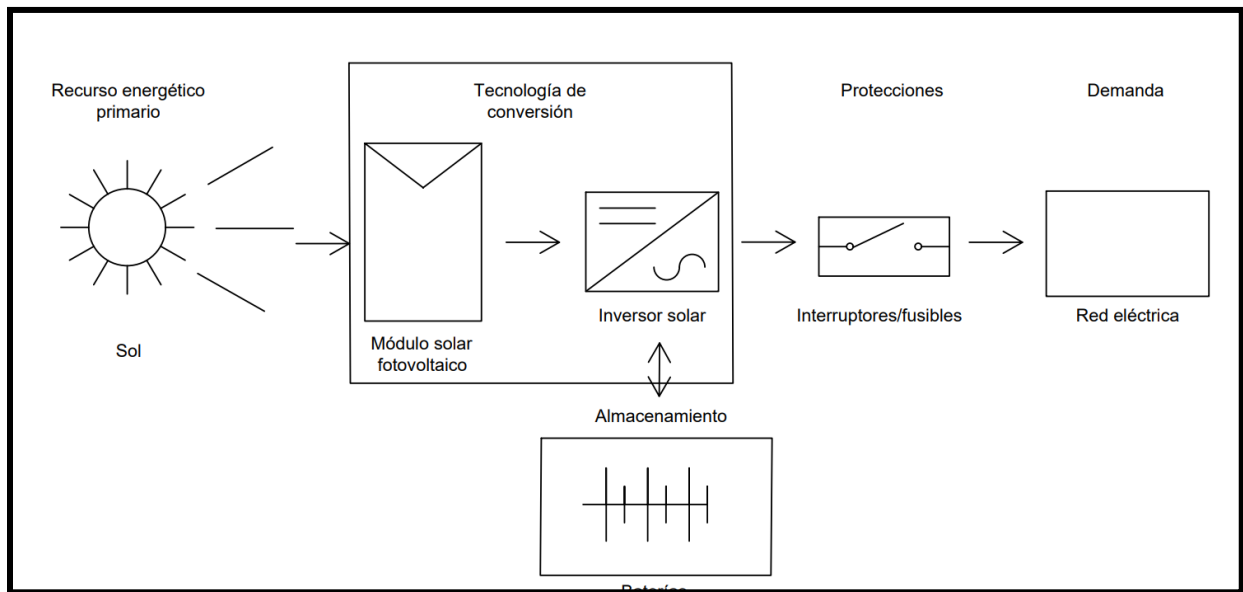 Recurso energético
primario
Tecnología de
conversión
Protecciones
Demanda
Sol
Módulo solar
fotovoltaico
Inversor solar
Interruptores/fusibles
Red eléctrica
Almacenamiento
Baterías